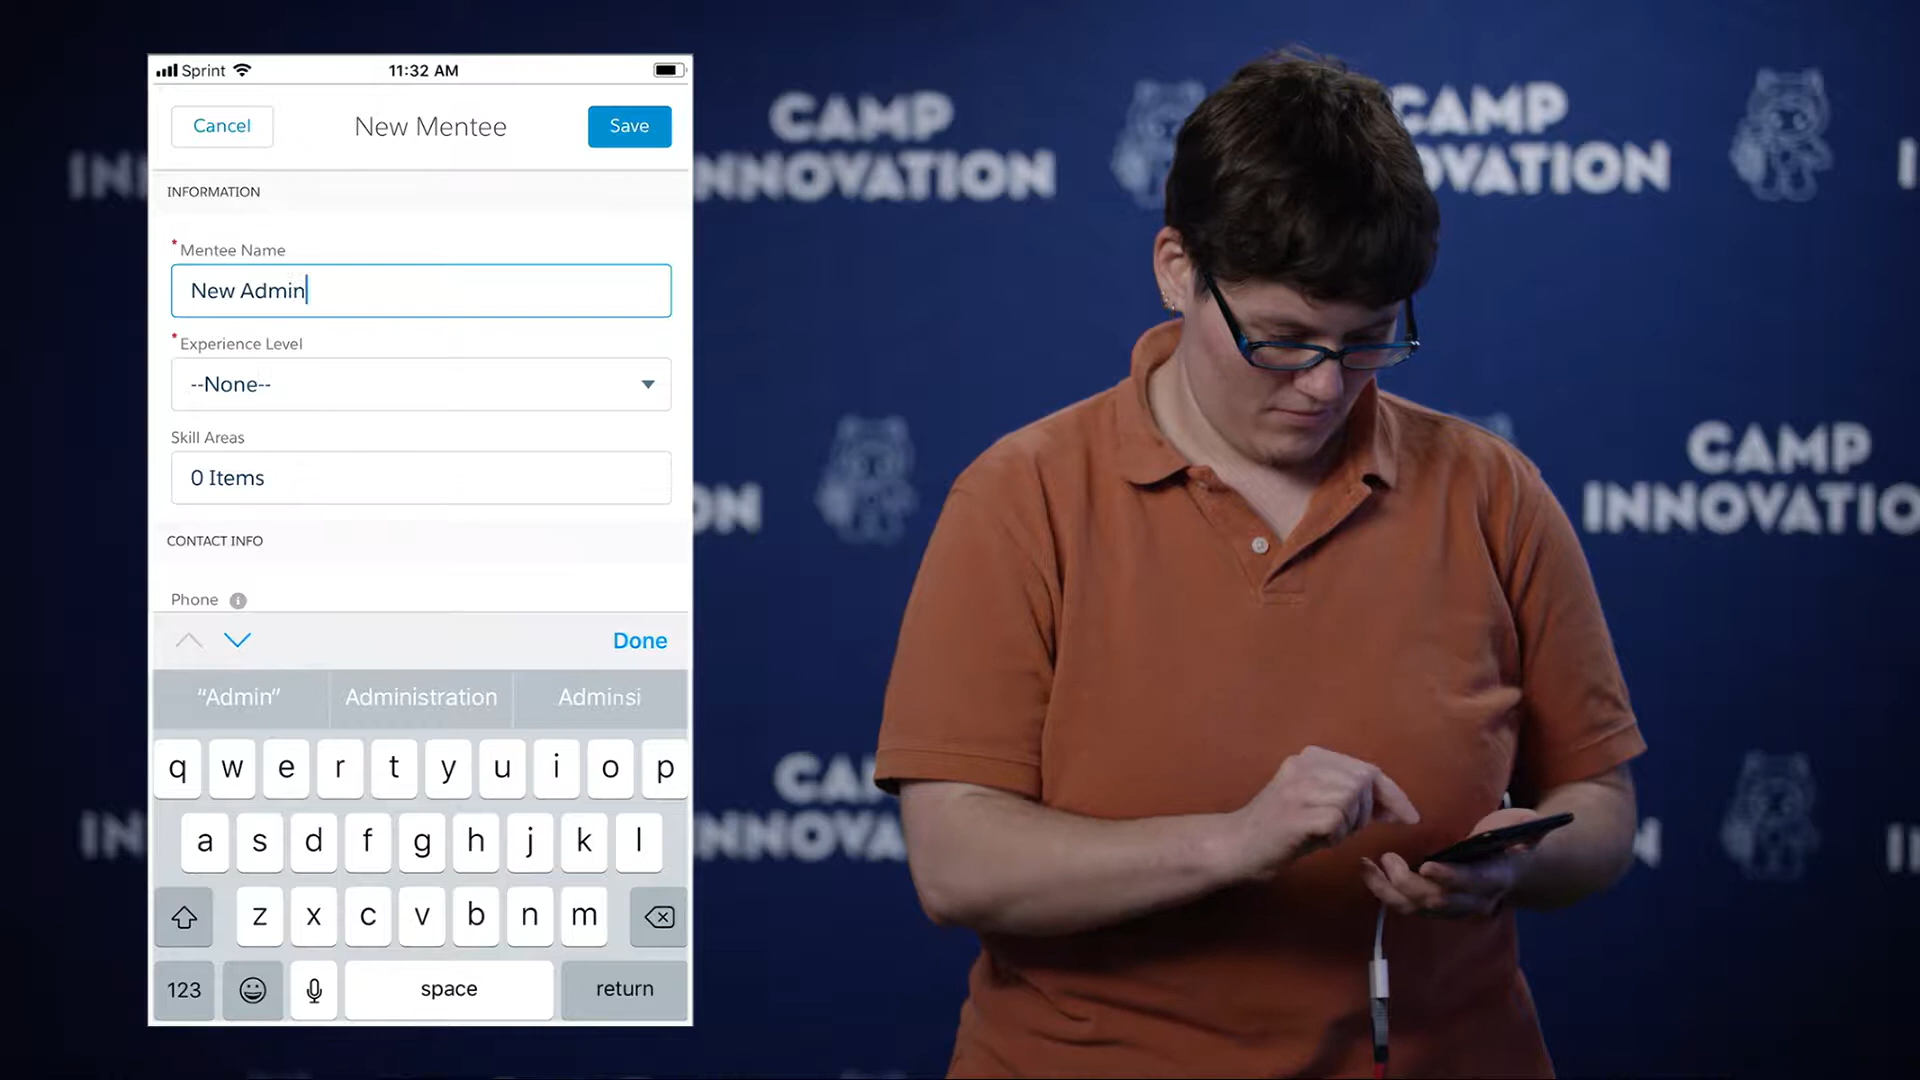 Sprint 11:32 AM
Cancel New Mentee Save
INFORMATION
* Mentee Name
New Admin
* Experience Level
--None--
Skill Areas
0 Items
CONTACT INFO
Phone
Done
“Admin” Administration Adminsi
q w e r t y u i o p
a s d f g h j k l
z x c v b n m
123 space return
CAMP
INNOVATION
CAMP
INNOVATION
CAMP
INNOVATION